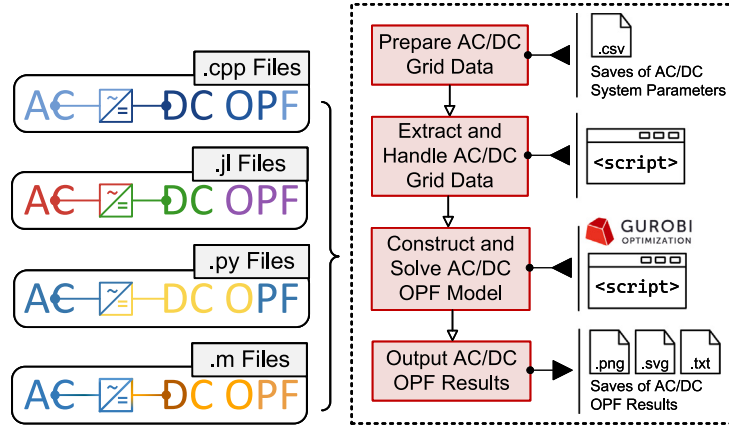 .cpp Files
AC DC OPF
.jl Files
AC DC OPF
.py Files
AC DC OPF
.m Files
AC DC OPF
Prepare AC/DC
Grid Data
.csv
Saves of AC/DC
System Parameters
Extract and
Handle AC/DC
Grid Data
<script>
Construct and
Solve AC/DC
OPF Model
GUROBI
OPTIMIZATION
<script>
Output AC/DC
OPF Results
.png .svg .txt
Saves of AC/DC
OPF Results